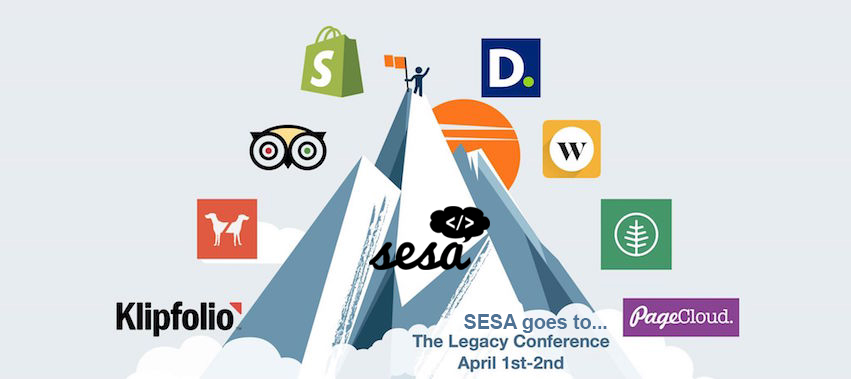 S
D.
W
</>
sesa
Klipfolio
PageCloud.
SESA goes to...
The Legacy Conference
April 1st-2nd